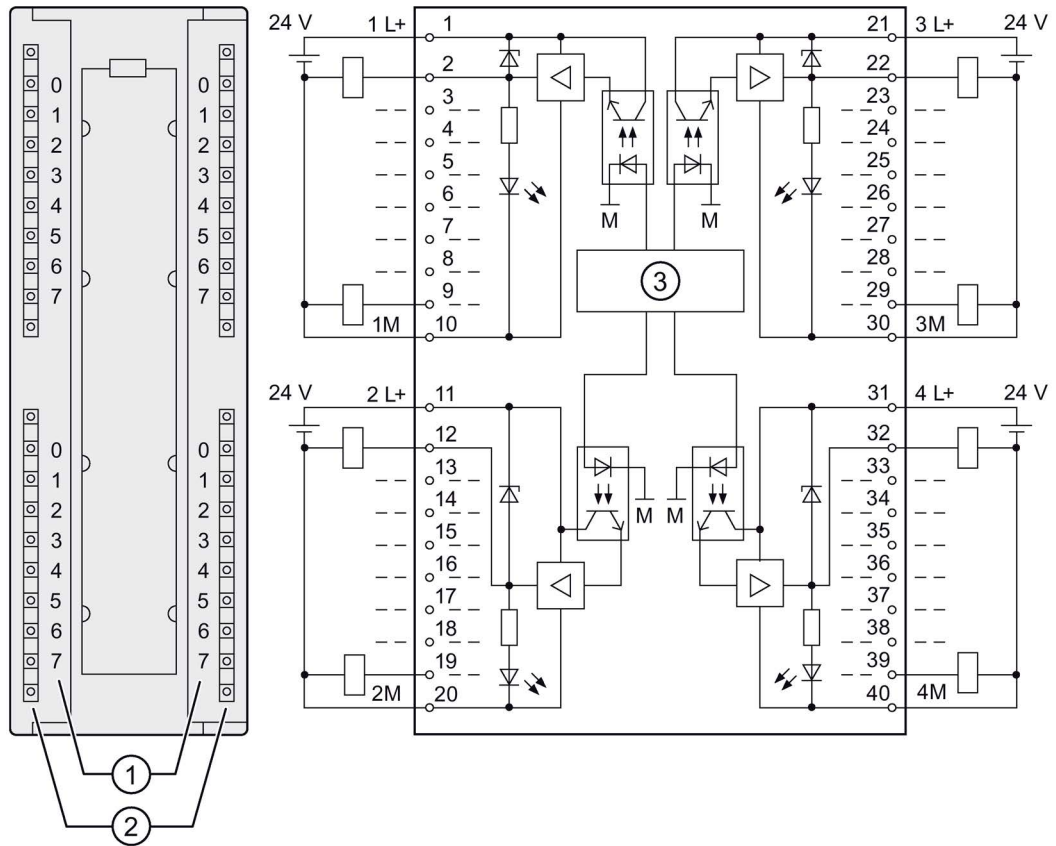 24 V 1 L+ 1 21 3 L+ 24 V
2 22
0 0 3 23
1 1 4 24
2 2 5 25
3 3 6 26
4 4 7 27
5 5 8 28
6 6 9 29
7 7 1M 10 30 3M
M M
3
24 V 2 L+ 11 31 4 L+ 24 V
12 32
0 0 13 33
1 1 14 34
2 2 15 35
3 3 16 36
4 4 17 37
5 5 18 38
6 6 19 39
7 7 2M 20 40 4M
M M
1
2